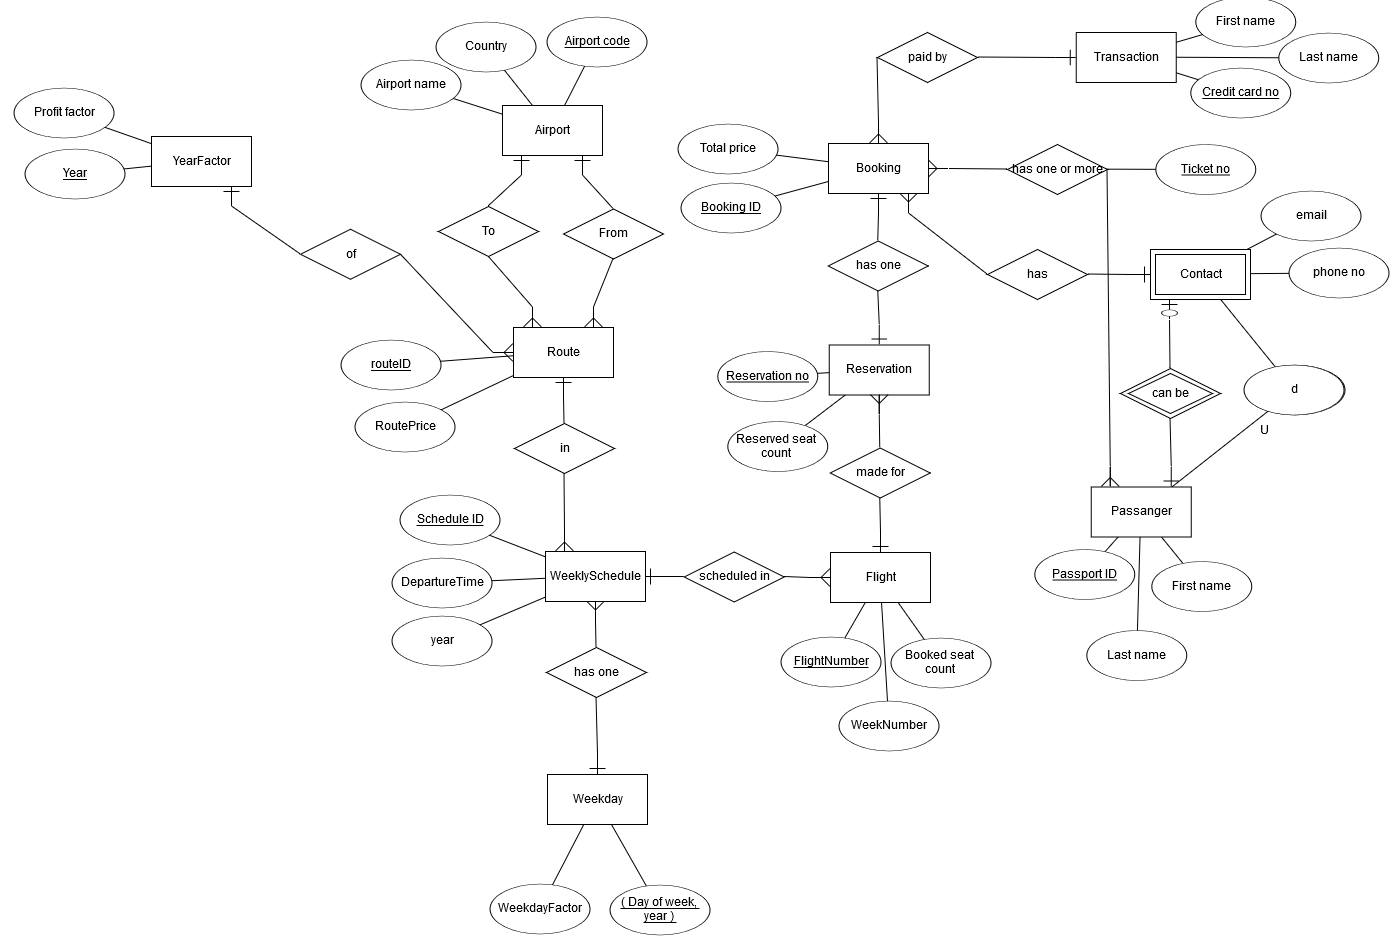 First name
Country
Airport code
paid by
Transaction
Last name
Airport name
Credit card no
Profit factor
Airport
YearFactor
Total price
Booking
has one or more
Ticket no
Year
Booking ID
email
To
From
of
has one
has
Contact
phone no
Route
routeID
Reservation no
Reservation
can be
d
RoutePrice
U
in
Reserved seat
count
made for
Schedule ID
Passanger
DepartureTime
WeeklySchedule
scheduled in
Flight
Passport ID
First name
year
has one
FlightNumber
Booked seat
count
Last name
WeekNumber
Weekday
WeekdayFactor
( Day of week,
year )